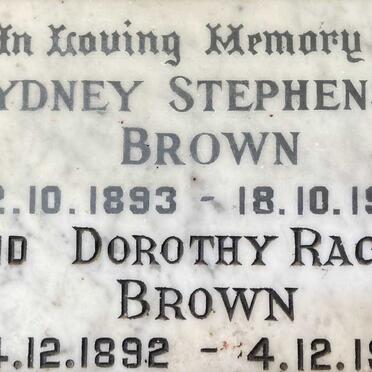 In Loving Memory
YDNEY STEPHENS
BROWN
2.10.1893 - 18.10.19
ND DOROTHY RAC
BROWN
4.12.1892 - 4.12.19